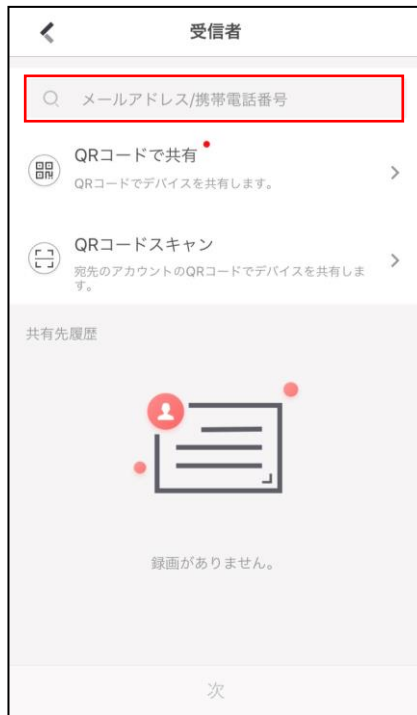 受信者
メールアドレス/携帯電話番号
QRコードで共有
QRコードでデバイスを共有します。
QRコードスキャン
宛先のアカウントのQRコードでデバイスを共有しま
す。
共有先履歴
録画がありません。
次